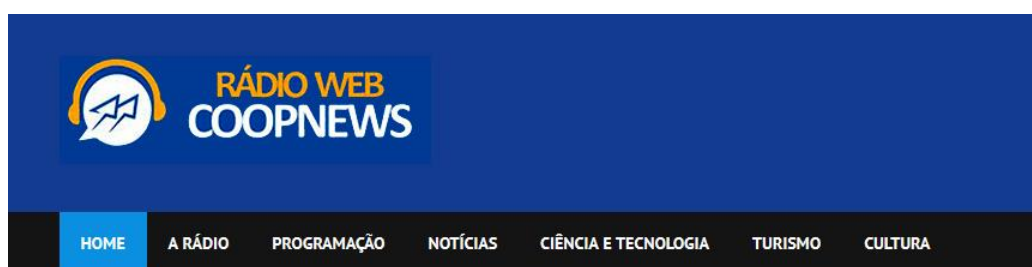 RÁDIO WEB
COOPNEWS
HOME A RÁDIO PROGRAMAÇÃO NOTÍCIAS CIÊNCIA E TECNOLOGIA TURISMO CULTURA